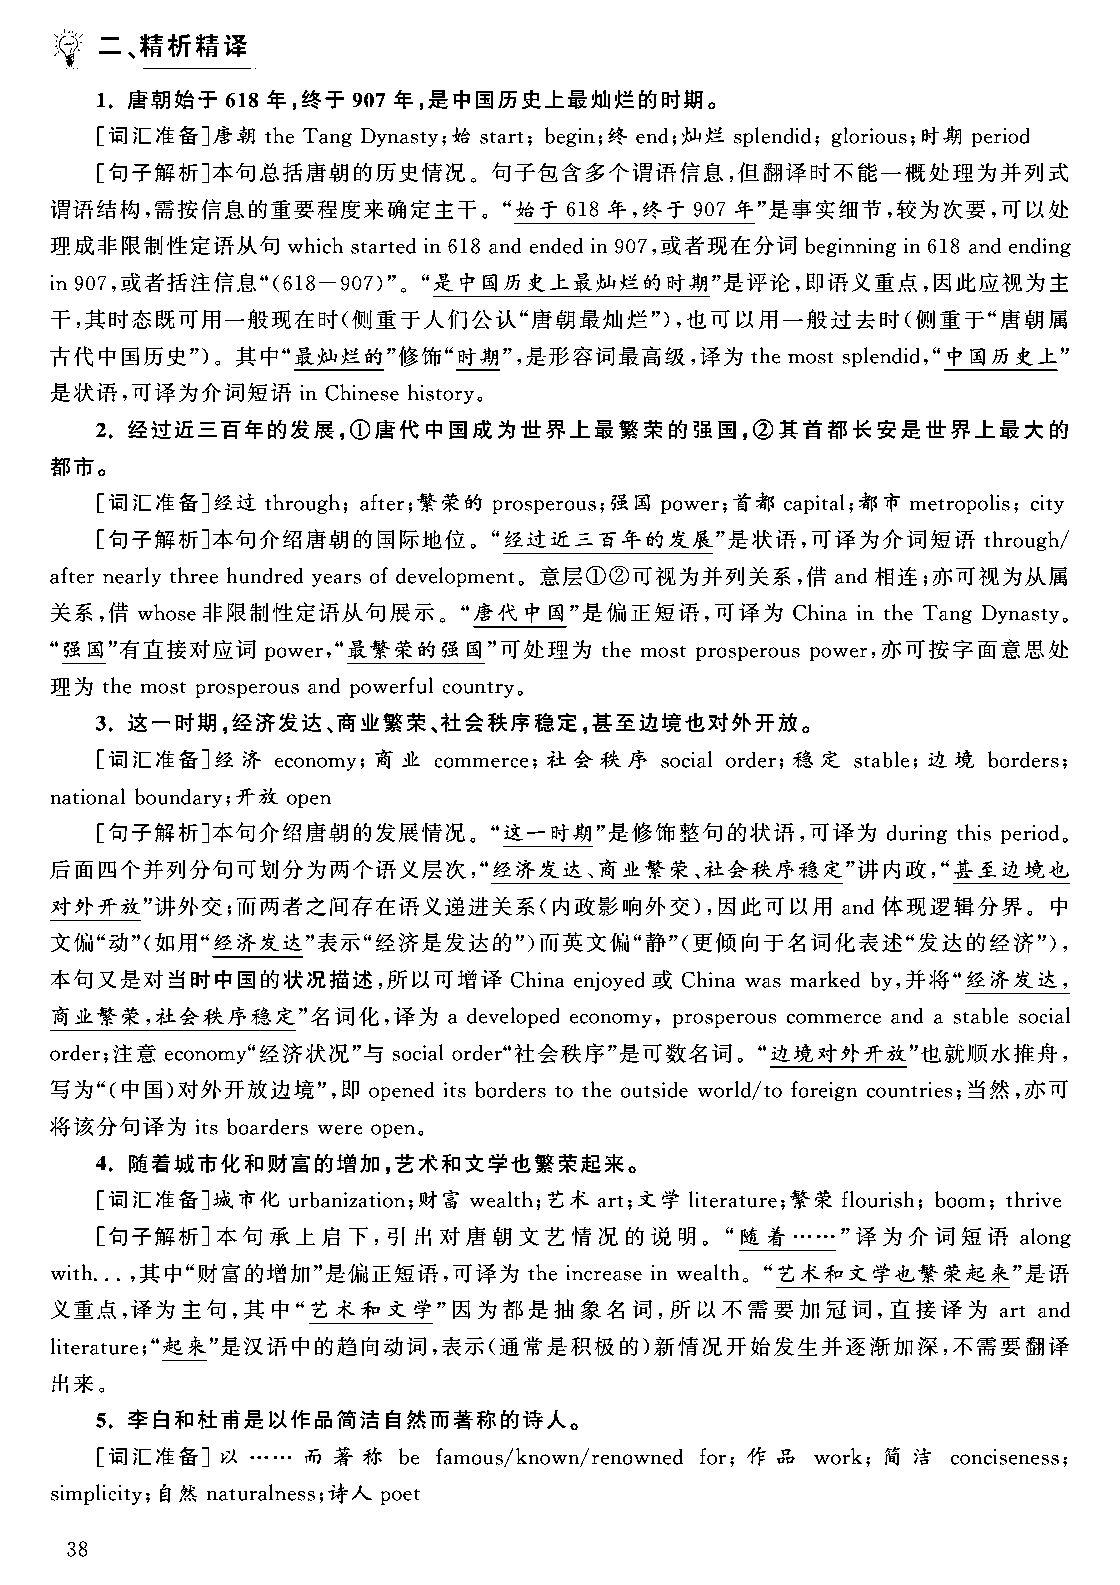 二、精析精译
1. 唐朝始于 618 年,终于 907 年,是中国历史上最灿烂的时期。
[词汇准备]唐朝 the Tang Dynasty;始 start; begin;终 end;灿烂 splendid; glorious;时期 period
[句子解析]本句总括唐朝的历史情况。句子包含多个谓语信息,但翻译时不能一概处理为并列式
谓语结构,需按信息的重要程度来确定主干。“始于 618 年,终于 907 年”是事实细节,较为次要,可以处
理成非限制性定语从句 which started in 618 and ended in 907,或者现在分词 beginning in 618 and ending
in 907,或者括注信息“(618—907)”。“是中国历史上最灿烂的时期”是评论,即语义重点,因此应视为主
干,其时态既可用一般现在时(侧重于人们公认“唐朝最灿烂”),也可以用一般过去时(侧重于“唐朝属
古代中国历史”)。其中“最灿烂的”修饰“时期”,是形容词最高级,译为 the most splendid,“中国历史上”
是状语,可译为介词短语 in Chinese history。
2. 经过近三百年的发展,①唐代中国成为世界上最繁荣的强国,②其首都长安是世界上最大的
都市。
[词汇准备]经过 through; after;繁荣的 prosperous;强国 power;首都 capital;都市 metropolis; city
[句子解析]本句介绍唐朝的国际地位。“经过近三百年的发展”是状语,可译为介词短语 through/
after nearly three hundred years of development。意层①②可视为并列关系,借 and 相连;亦可视为从属
关系,借 whose 非限制性定语从句展示。“唐代中国”是偏正短语,可译为 China in the Tang Dynasty。
“强国”有直接对应词 power,“最繁荣的强国”可处理为 the most prosperous power,亦可按字面意思处
理为 the most prosperous and powerful country。
3. 这一时期,经济发达、商业繁荣、社会秩序稳定,甚至边境也对外开放。
[词汇准备]经济 economy;商业 commerce;社会秩序 social order;稳定 stable;边境 borders;
national boundary;开放 open
[句子解析]本句介绍唐朝的发展情况。“这一时期”是修饰整句的状语,可译为 during this period。
后面四个并列分句可划分为两个语义层次,“经济发达、商业繁荣、社会秩序稳定”讲内政,“甚至边境也
对外开放”讲外交;而两者之间存在语义递进关系(内政影响外交),因此可以用 and 体现逻辑分界。中
文偏“动”(如用“经济发达”表示“经济是发达的”)而英文偏“静”(更倾向于名词化表述“发达的经济”),
本句又是对当时中国的状况描述,所以可增译 China enjoyed 或 China was marked by,并将“经济发达,
商业繁荣,社会秩序稳定”名词化,译为 a developed economy, prosperous commerce and a stable social
order;注意 economy“经济状况”与 social order“社会秩序”是可数名词。“边境对外开放”也就顺水推舟,
写为“(中国)对外开放边境”,即 opened its borders to the outside world/to foreign countries;当然,亦可
将该分句译为 its boarders were open。
4. 随着城市化和财富的增加,艺术和文学也繁荣起来。
[词汇准备]城市化 urbanization;财富 wealth;艺术 art;文学 literature;繁荣 flourish; boom; thrive
[句子解析]本句承上启下,引出对唐朝文艺情况的说明。“随着……”译为介词短语 along
with...,其中“财富的增加”是偏正短语,可译为 the increase in wealth。“艺术和文学也繁荣起来”是语
义重点,译为主句,其中“艺术和文学”因为都是抽象名词,所以不需要加冠词,直接译为 art and
literature;“起来”是汉语中的趋向动词,表示(通常是积极的)新情况开始发生并逐渐加深,不需要翻译
出来。
5. 李白和杜甫是以作品简洁自然而著称的诗人。
[词汇准备]以……而著称 be famous/known/renowned for;作品 work;简洁 conciseness;
simplicity;自然 naturalness;诗人 poet
38